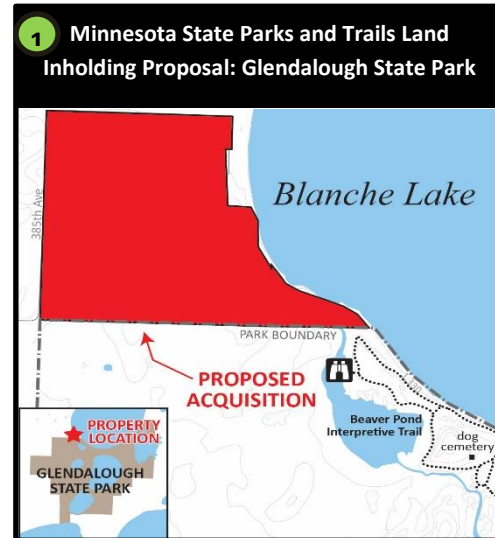 1
Minnesota State Parks and Trails Land
Inholding Proposal: Glendalough State Park
385th Ave
Blanche Lake
PARK BOUNDARY
PROPOSED
ACQUISITION
Beaver Pond
Interpretive Trail
dog
cemetery
PROPERTY
LOCATION
GLENDALOUGH
STATE PARK